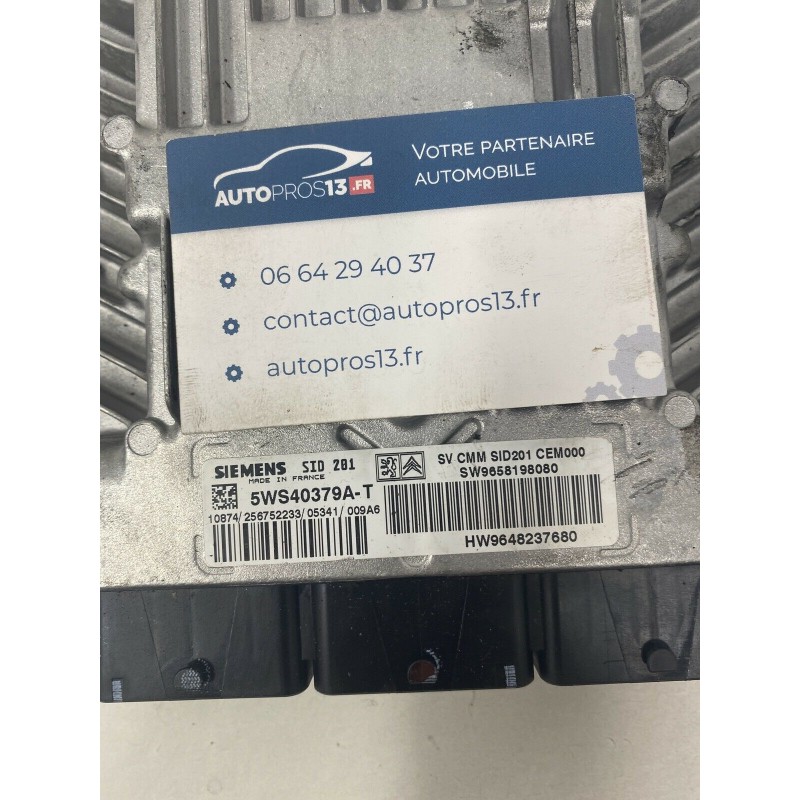 VOTRE PARTENAIRE
AUTOMOBILE
AUTOPROS13.FR
06 64 29 40 37
contact@autopros13.fr
autopros13.fr
SIEMENS SID 201
MADE IN FRANCE
5WS40379A-T
10874/256752233/05341/009A6
SV CMM SID201 CEM000
SW9658198080
HW9648237680